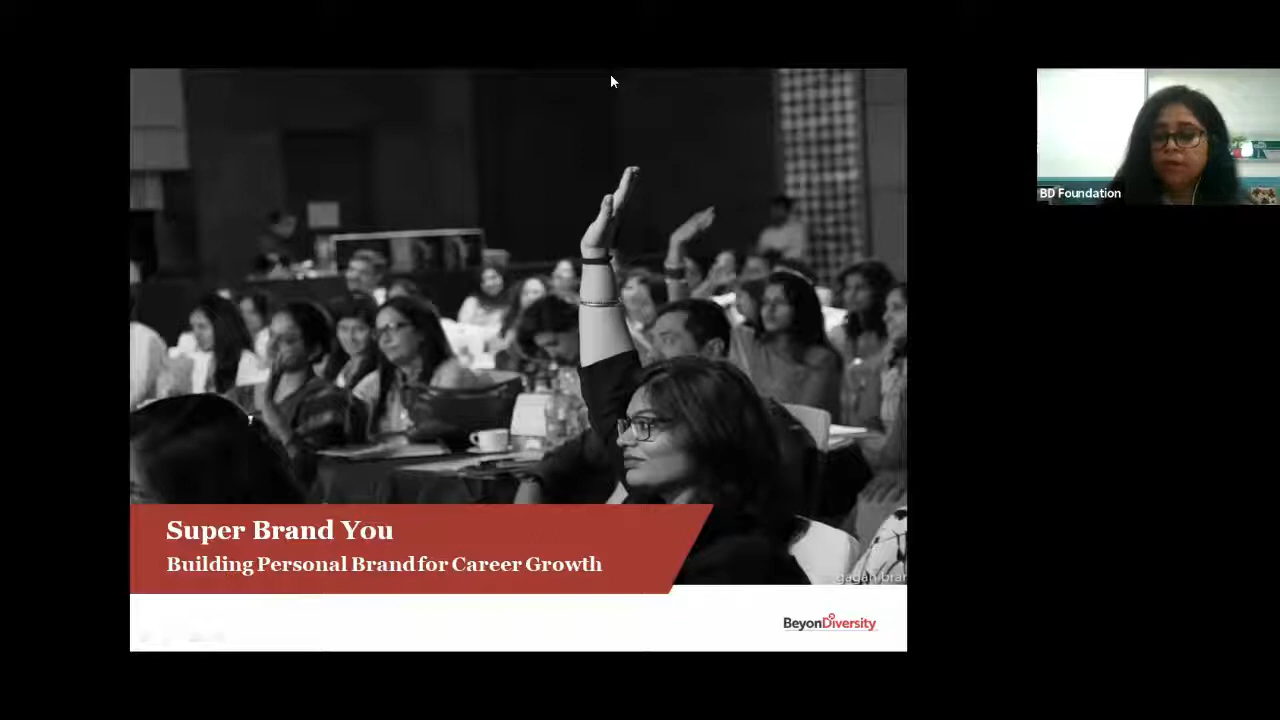 Super Brand You
Building Personal Brand for Career Growth
BeyonDiversity
BD Foundation